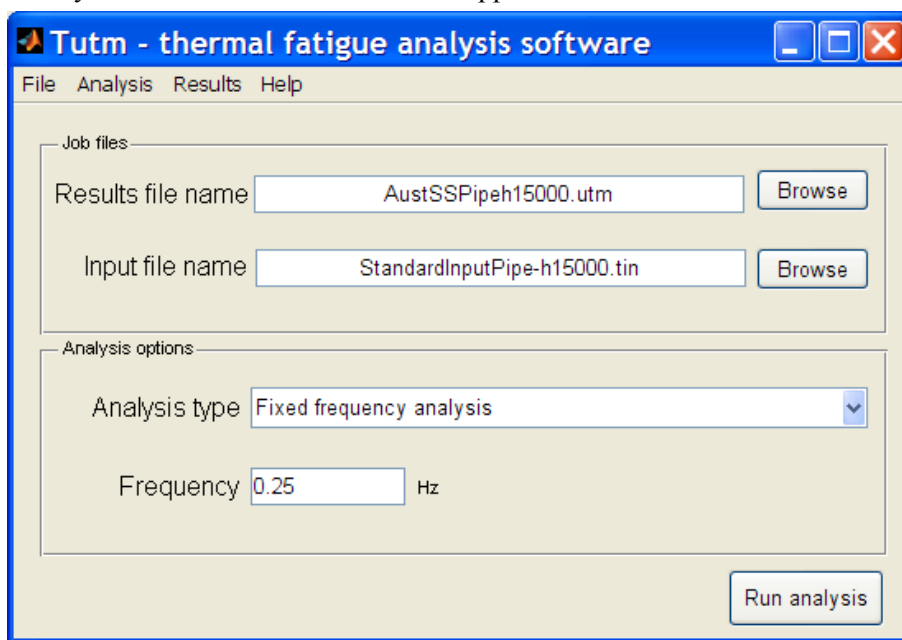 Tutm - thermal fatigue analysis software
File Analysis Results Help
Job files
Results file name AustSSPipeh15000.utm Browse
Input file name StandardInputPipe-h15000.tin Browse
Analysis options
Analysis type Fixed frequency analysis
Frequency 0.25 Hz
Run analysis